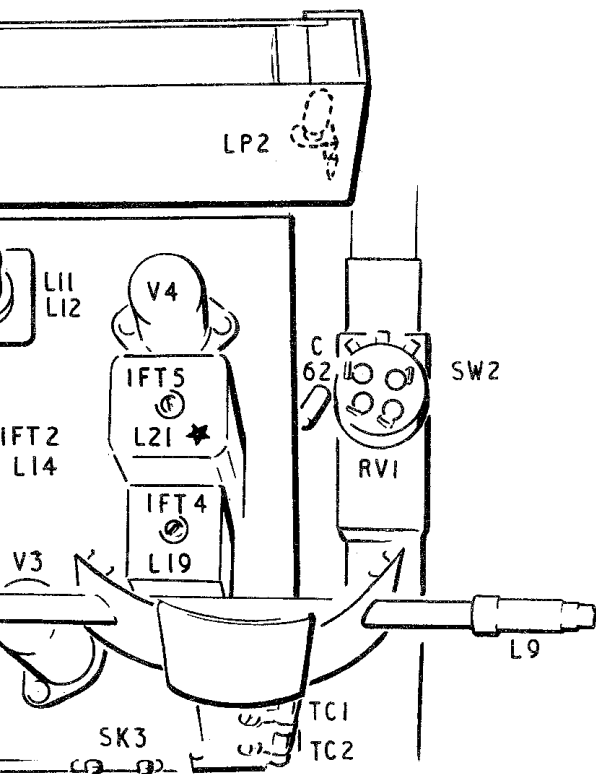 LP2
L11
L12
V4
C
62
SW2
IFT5
L21 ★
IFT2
L14
RV1
IFT4
L19
V3
L9
TC1
SK3
TC2